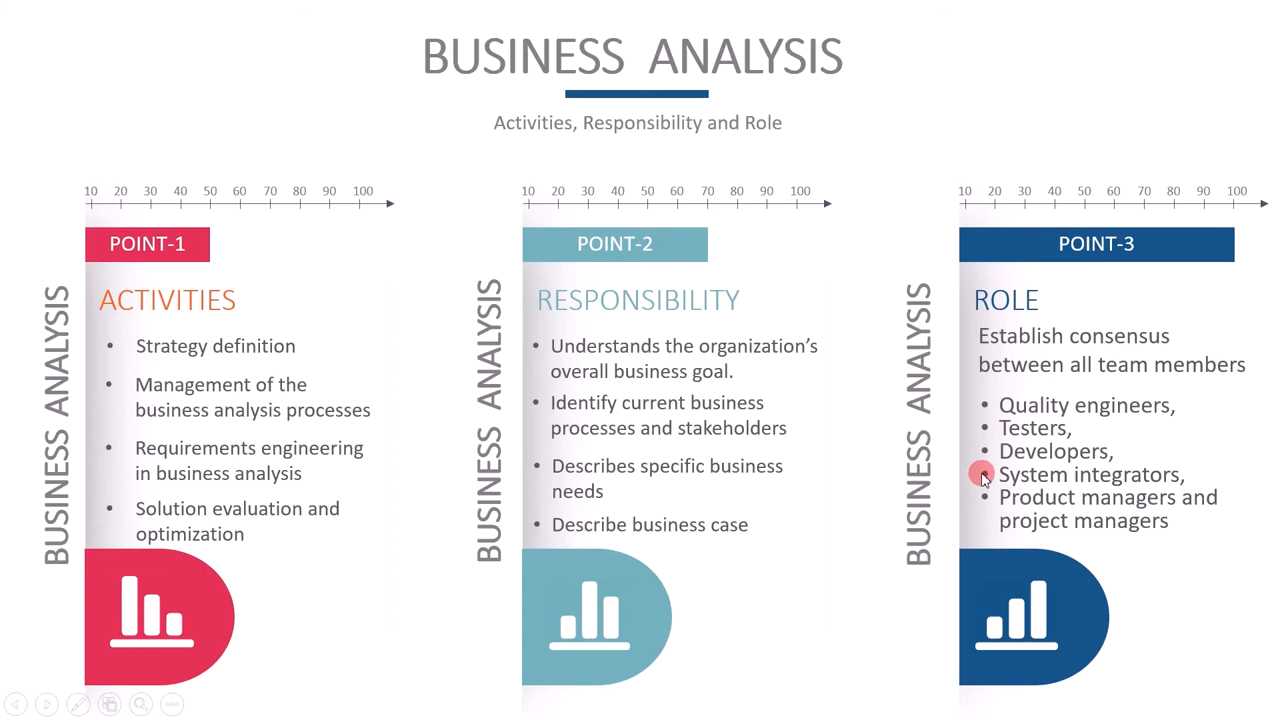 BUSINESS ANALYSIS
Activities, Responsibility and Role
10 20 30 40 50 60 70 80 90 100
POINT-1
BUSINESS ANALYSIS
ACTIVITIES
• Strategy definition
• Management of the
business analysis processes
• Requirements engineering
in business analysis
• Solution evaluation and
optimization
10 20 30 40 50 60 70 80 90 100
POINT-2
BUSINESS ANALYSIS
RESPONSIBILITY
• Understands the organization’s
overall business goal.
• Identify current business
processes and stakeholders
• Describes specific business
needs
• Describe business case
10 20 30 40 50 60 70 80 90 100
POINT-3
BUSINESS ANALYSIS
ROLE
Establish consensus
between all team members
• Quality engineers,
• Testers,
• Developers,
• System integrators,
• Product managers and
project managers